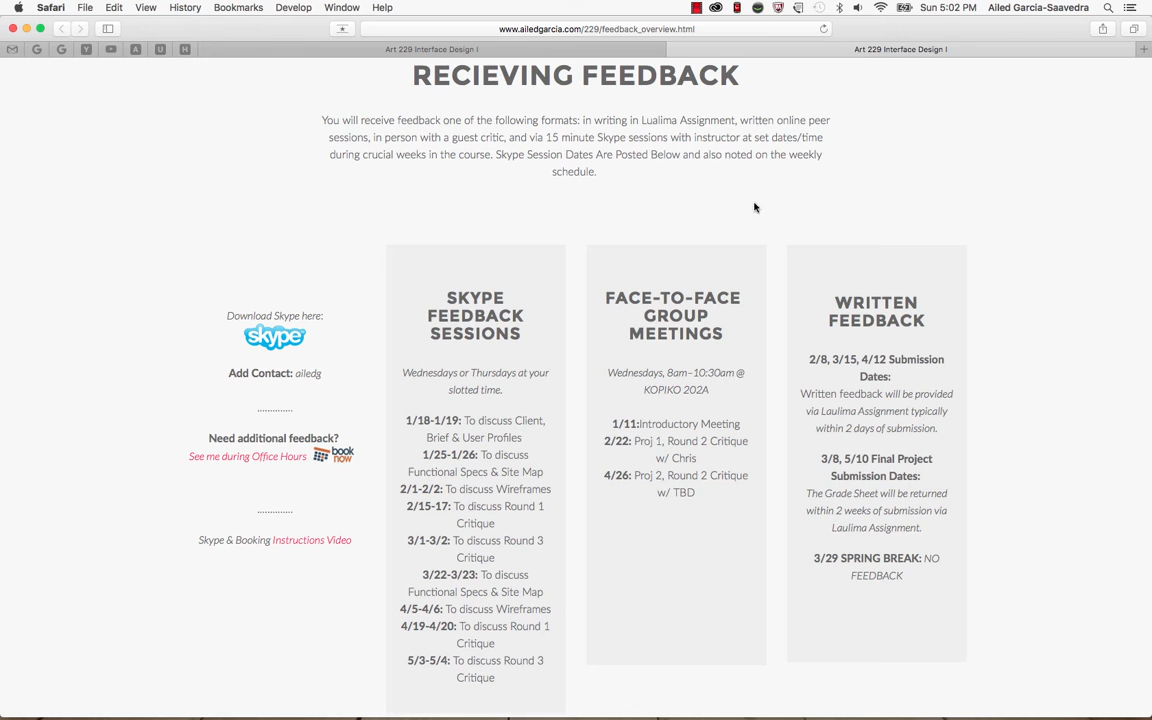 Safari File Edit View History Bookmarks Develop Window Help Sun 5:02 PM Ailed Garcia-Saavedra
www.ailedgarcia.com/229/feedback_overview.html
Art 229 Interface Design I Art 229 Interface Design I
RECIEVING FEEDBACK
You will receive feedback one of the following formats: in writing in Lualima Assignment, written online peer
sessions, in person with a guest critic, and via 15 minute Skype sessions with instructor at set dates/time
during crucial weeks in the course. Skype Session Dates Are Posted Below and also noted on the weekly
schedule.
Download Skype here:
skype
Add Contact: ailedg
..............
Need additional feedback?
See me during Office Hours book now
..............
Skype & Booking Instructions Video
SKYPE
FEEDBACK
SESSIONS
Wednesdays or Thursdays at your
slotted time.
1/18-1/19: To discuss Client,
Brief & User Profiles
1/25-1/26: To discuss
Functional Specs & Site Map
2/1-2/2: To discuss Wireframes
2/15-17: To discuss Round 1
Critique
3/1-3/2: To discuss Round 3
Critique
3/22-3/23: To discuss
Functional Specs & Site Map
4/5-4/6: To discuss Wireframes
4/19-4/20: To discuss Round 1
Critique
5/3-5/4: To discuss Round 3
Critique
FACE-TO-FACE
GROUP
MEETINGS
Wednesdays, 8am–10:30am @
KOPIKO 202A
1/11:Introductory Meeting
2/22: Proj 1, Round 2 Critique
w/ Chris
4/26: Proj 2, Round 2 Critique
w/ TBD
WRITTEN
FEEDBACK
2/8, 3/15, 4/12 Submission
Dates:
Written feedback will be provided
via Laulima Assignment typically
within 2 days of submission.
3/8, 5/10 Final Project
Submission Dates:
The Grade Sheet will be returned
within 2 weeks of submission via
Laulima Assignment.
3/29 SPRING BREAK: NO
FEEDBACK